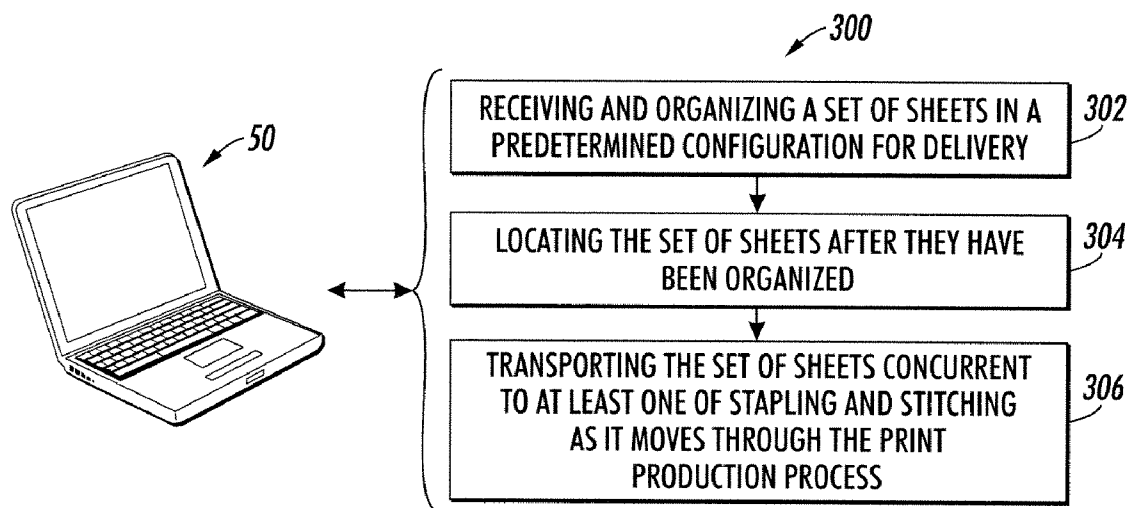 300
RECEIVING AND ORGANIZING A SET OF SHEETS IN A
PREDETERMINED CONFIGURATION FOR DELIVERY
302
50
LOCATING THE SET OF SHEETS AFTER THEY HAVE
BEEN ORGANIZED
304
TRANSPORTING THE SET OF SHEETS CONCURRENT
TO AT LEAST ONE OF STAPLING AND STITCHING
AS IT MOVES THROUGH THE PRINT
PRODUCTION PROCESS
306